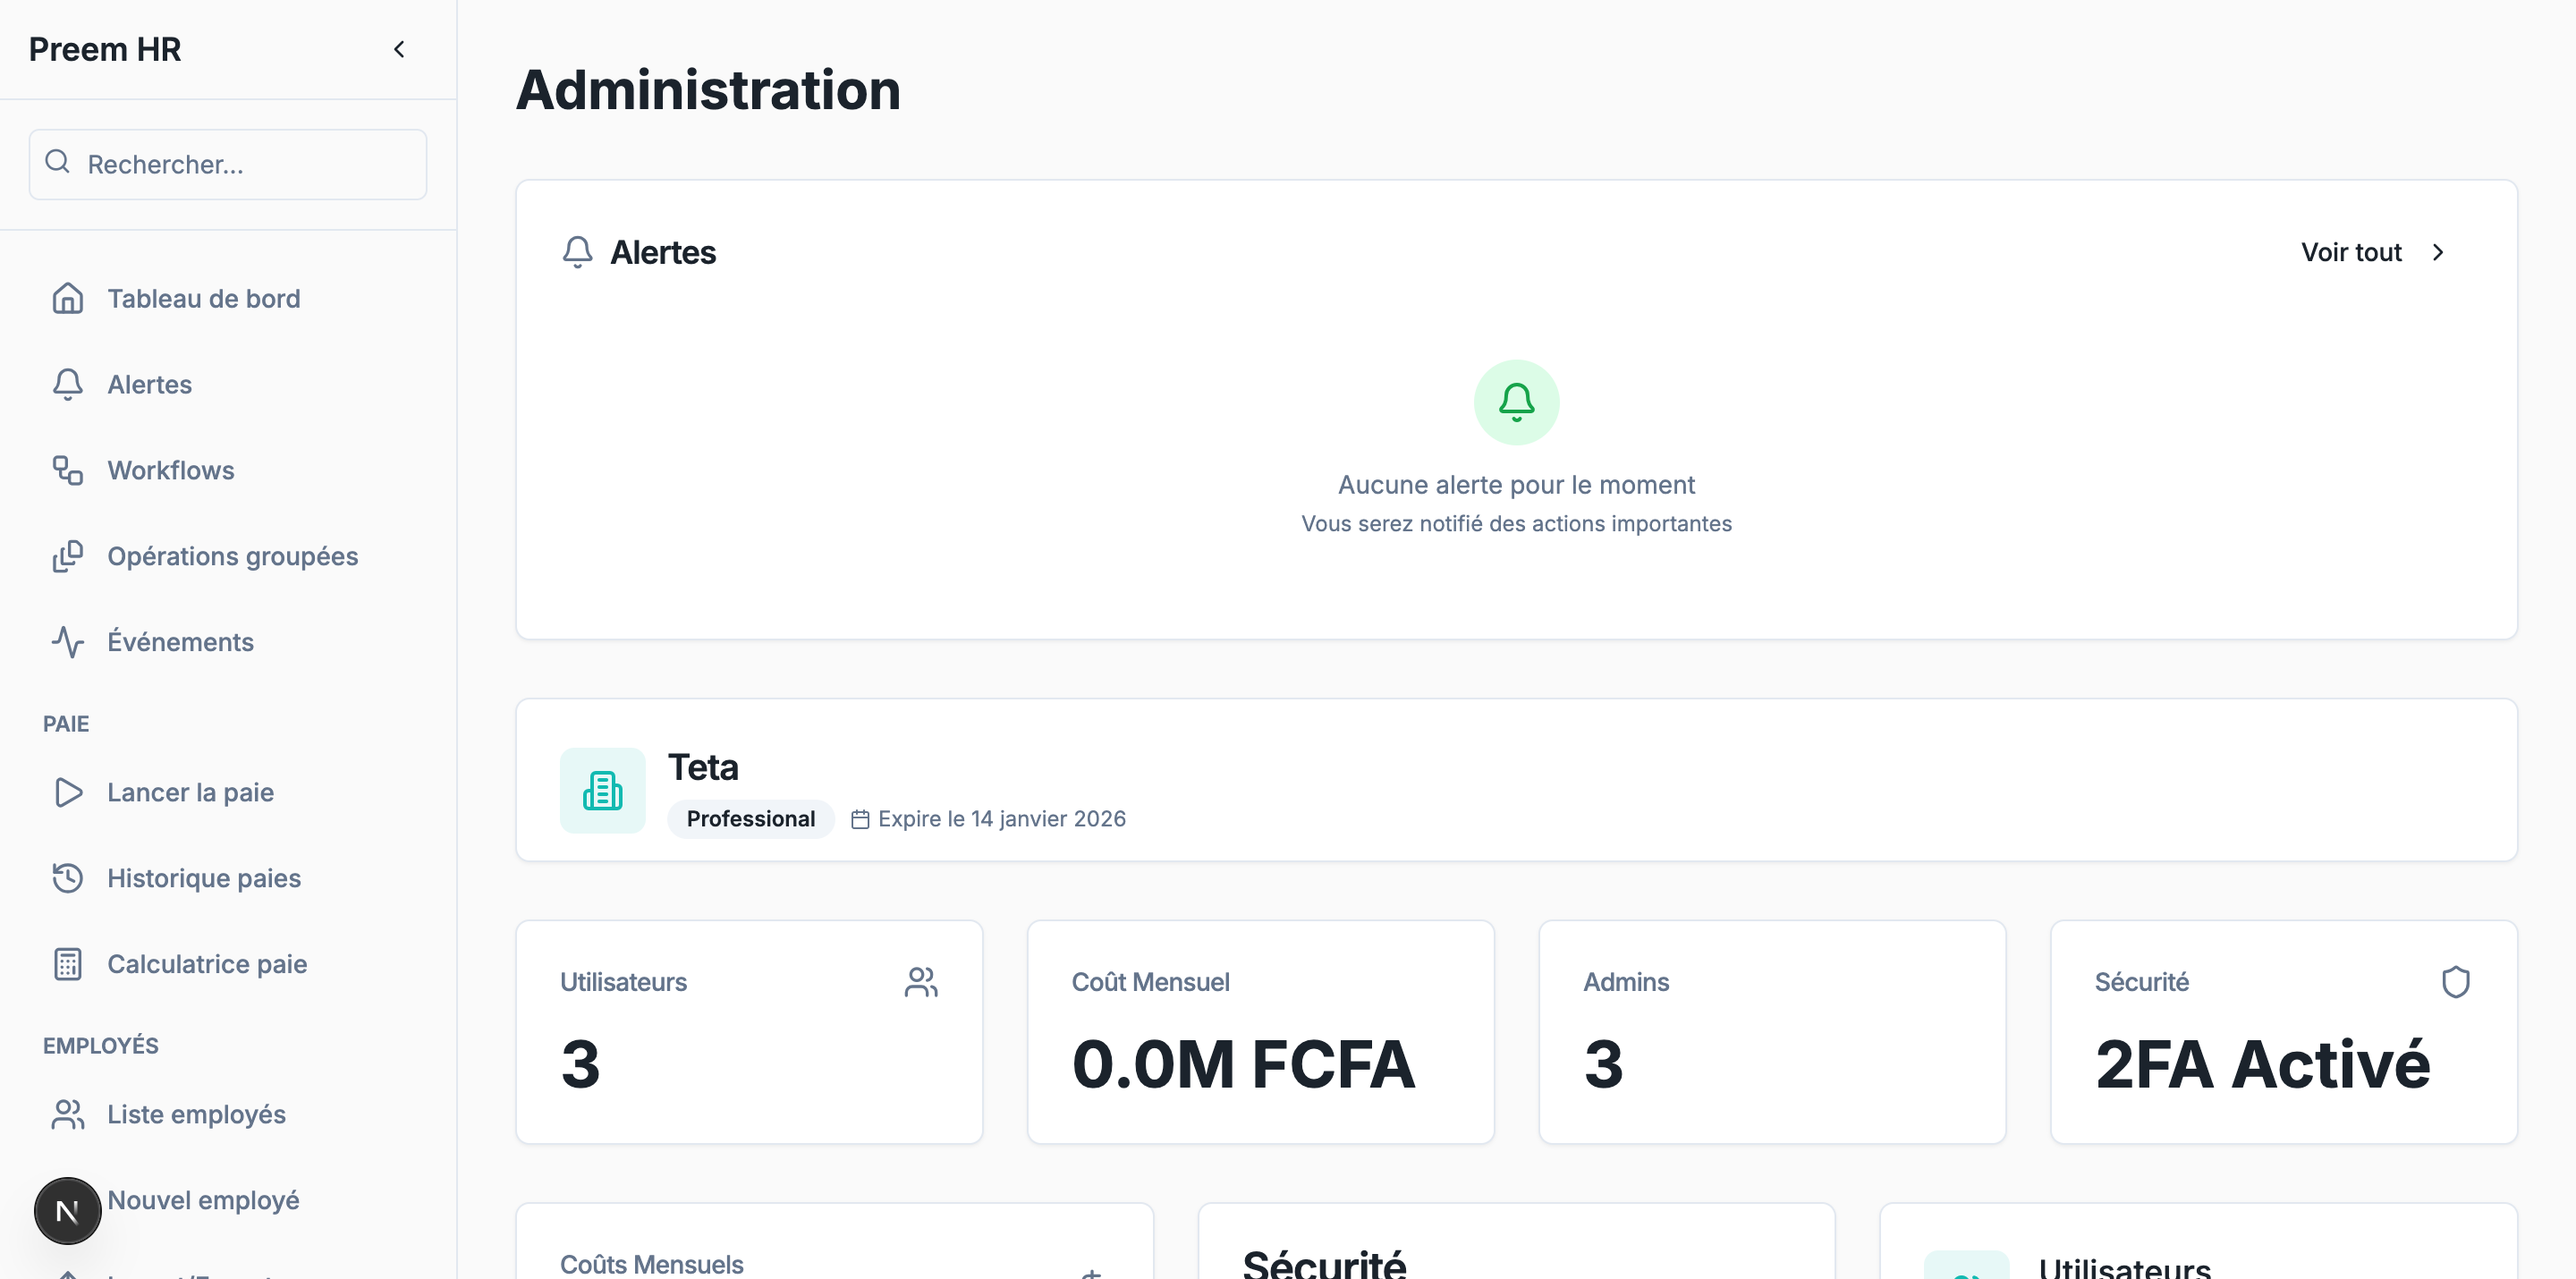 Preem HR
Rechercher...
Tableau de bord
Alertes
Workflows
Opérations groupées
Événements
PAIE
Lancer la paie
Historique paies
Calculatrice paie
EMPLOYÉS
Liste employés
Nouvel employé
N
Administration
Alertes
Voir tout
Aucune alerte pour le moment
Vous serez notifié des actions importantes
Teta
Professional
Expire le 14 janvier 2026
Utilisateurs
3
Coût Mensuel
0.0M FCFA
Admins
3
Sécurité
2FA Activé
Coûts Mensuels
Sécurité
Utilisateurs